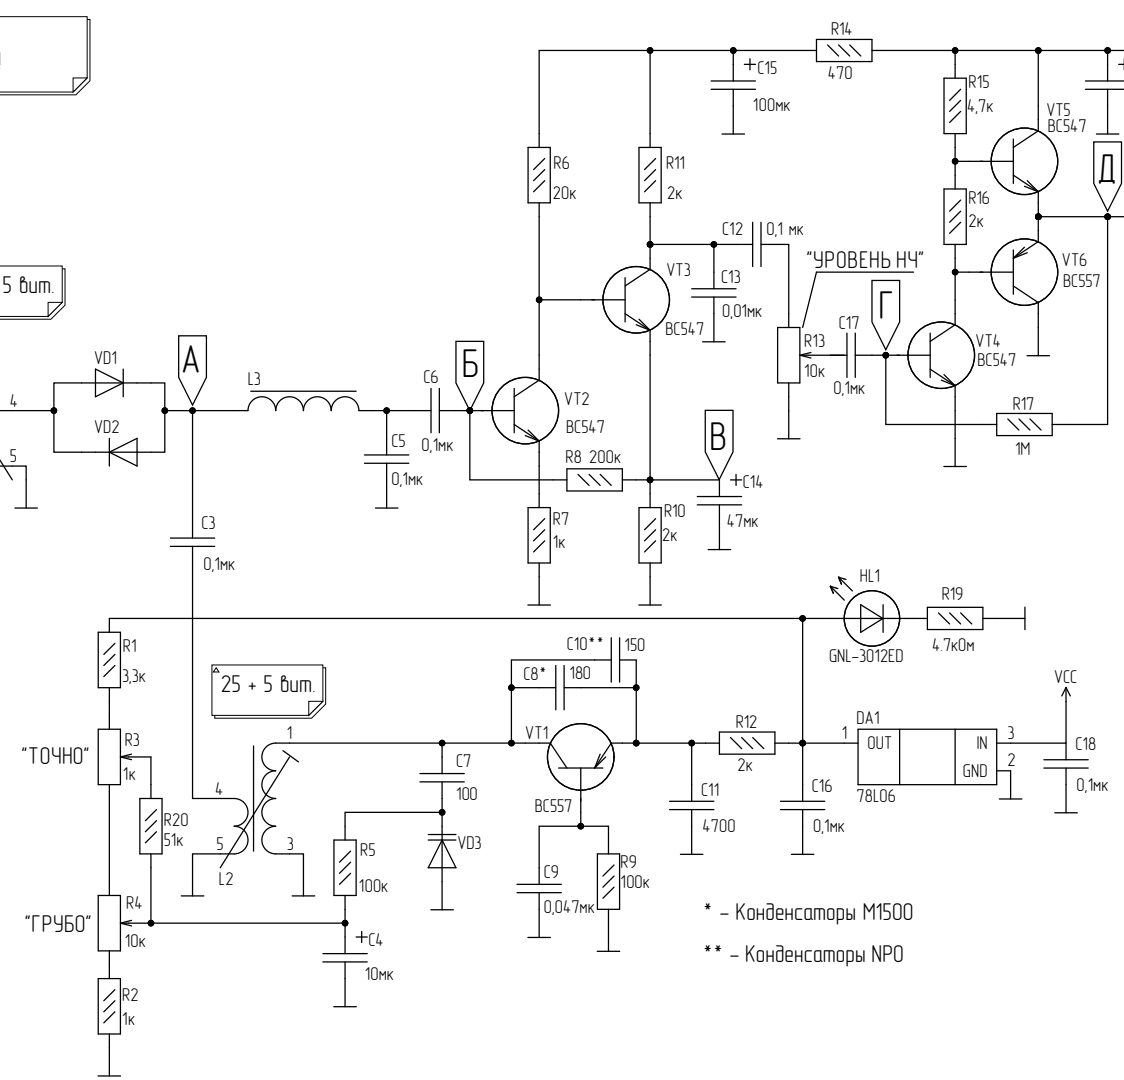 R14
470
+C15
100мк
R15
4,7к
VT5
BC547
+
R6
20к
R11
2к
Д
R16
2к
C12
0,1 мк
"УРОВЕНЬ НЧ"
VT6
BC557
VT3
BC547
C13
0,01мк
5 вит.
Г
R13
10к
C17
0,1мк
VT4
BC547
А
VD1
L3
Б
C6
0,1мк
VT2
BC547
4
VD2
R17
1М
В
5
C5
0,1мк
R8 200к
+C14
47мк
R7
1к
R10
2к
C3
0,1мк
HL1
GNL-3012ED
R19
4.7кОм
R1
3,3к
C10**
150
C8*
180
25 + 5 вит.
VCC
"ТОЧНО"
R3
1к
1
VT1
BC557
R12
2к
1
DA1
OUT
IN
GND
78L06
3
2
C18
0,1мк
C7
100
C11
4700
C16
0,1мк
4
R20
51к
5
3
L2
R5
100к
VD3
C9
0,047мк
R9
100к
"ГРУБО"
R4
10к
+C4
10мк
* – Конденсаторы М1500
** – Конденсаторы NPO
R2
1к